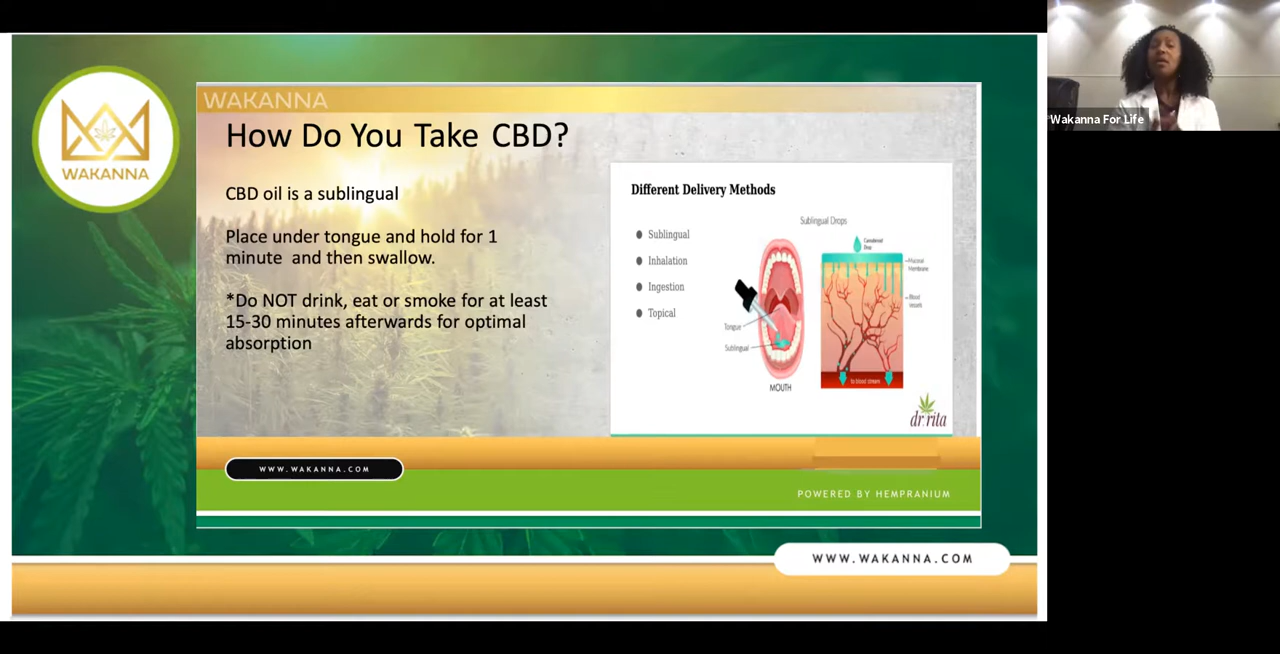 WAKANNA
WAKANNA
How Do You Take CBD?
CBD oil is a sublingual
Place under tongue and hold for 1
minute and then swallow.
*Do NOT drink, eat or smoke for at least
15-30 minutes afterwards for optimal
absorption
Different Delivery Methods
Sublingual
Inhalation
Ingestion
Topical
Sublingual Drops
Cannabinoid
Drop
Mucosal
Membrane
Blood
Vessels
Tongue
Sublingual
MOUTH
to blood stream
dr. rita
WWW.WAKANNA.COM
POWERED BY HEMPRANIUM
WWW.WAKANNA.COM
Wakanna For Life